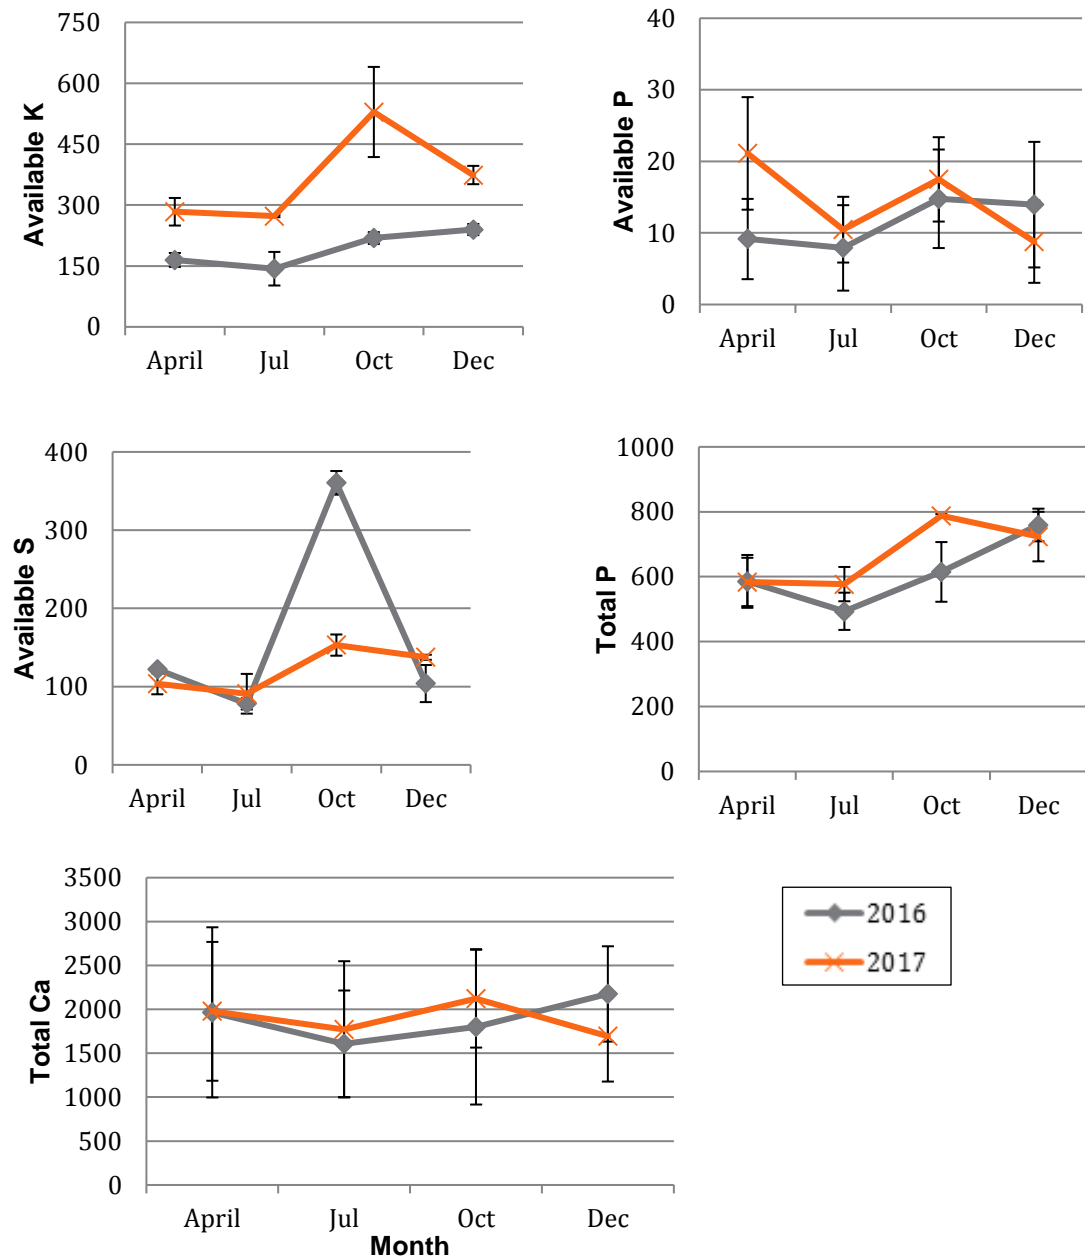 Available K
750
600
450
300
150
0
April Jul Oct Dec
Available P
40
30
20
10
0
April Jul Oct Dec
Available S
400
300
200
100
0
April Jul Oct Dec
Total P
1000
800
600
400
200
0
April Jul Oct Dec
Total Ca
3500
3000
2500
2000
1500
1000
500
0
April Jul Oct Dec
Month
2016
2017